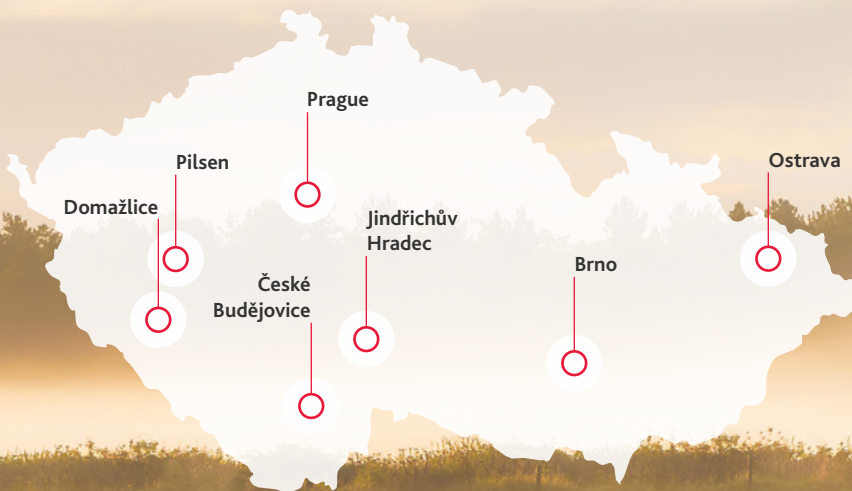 Prague
Pilsen
Ostrava
Domažlice
Jindřichův
Hradec
Brno
České
Budějovice